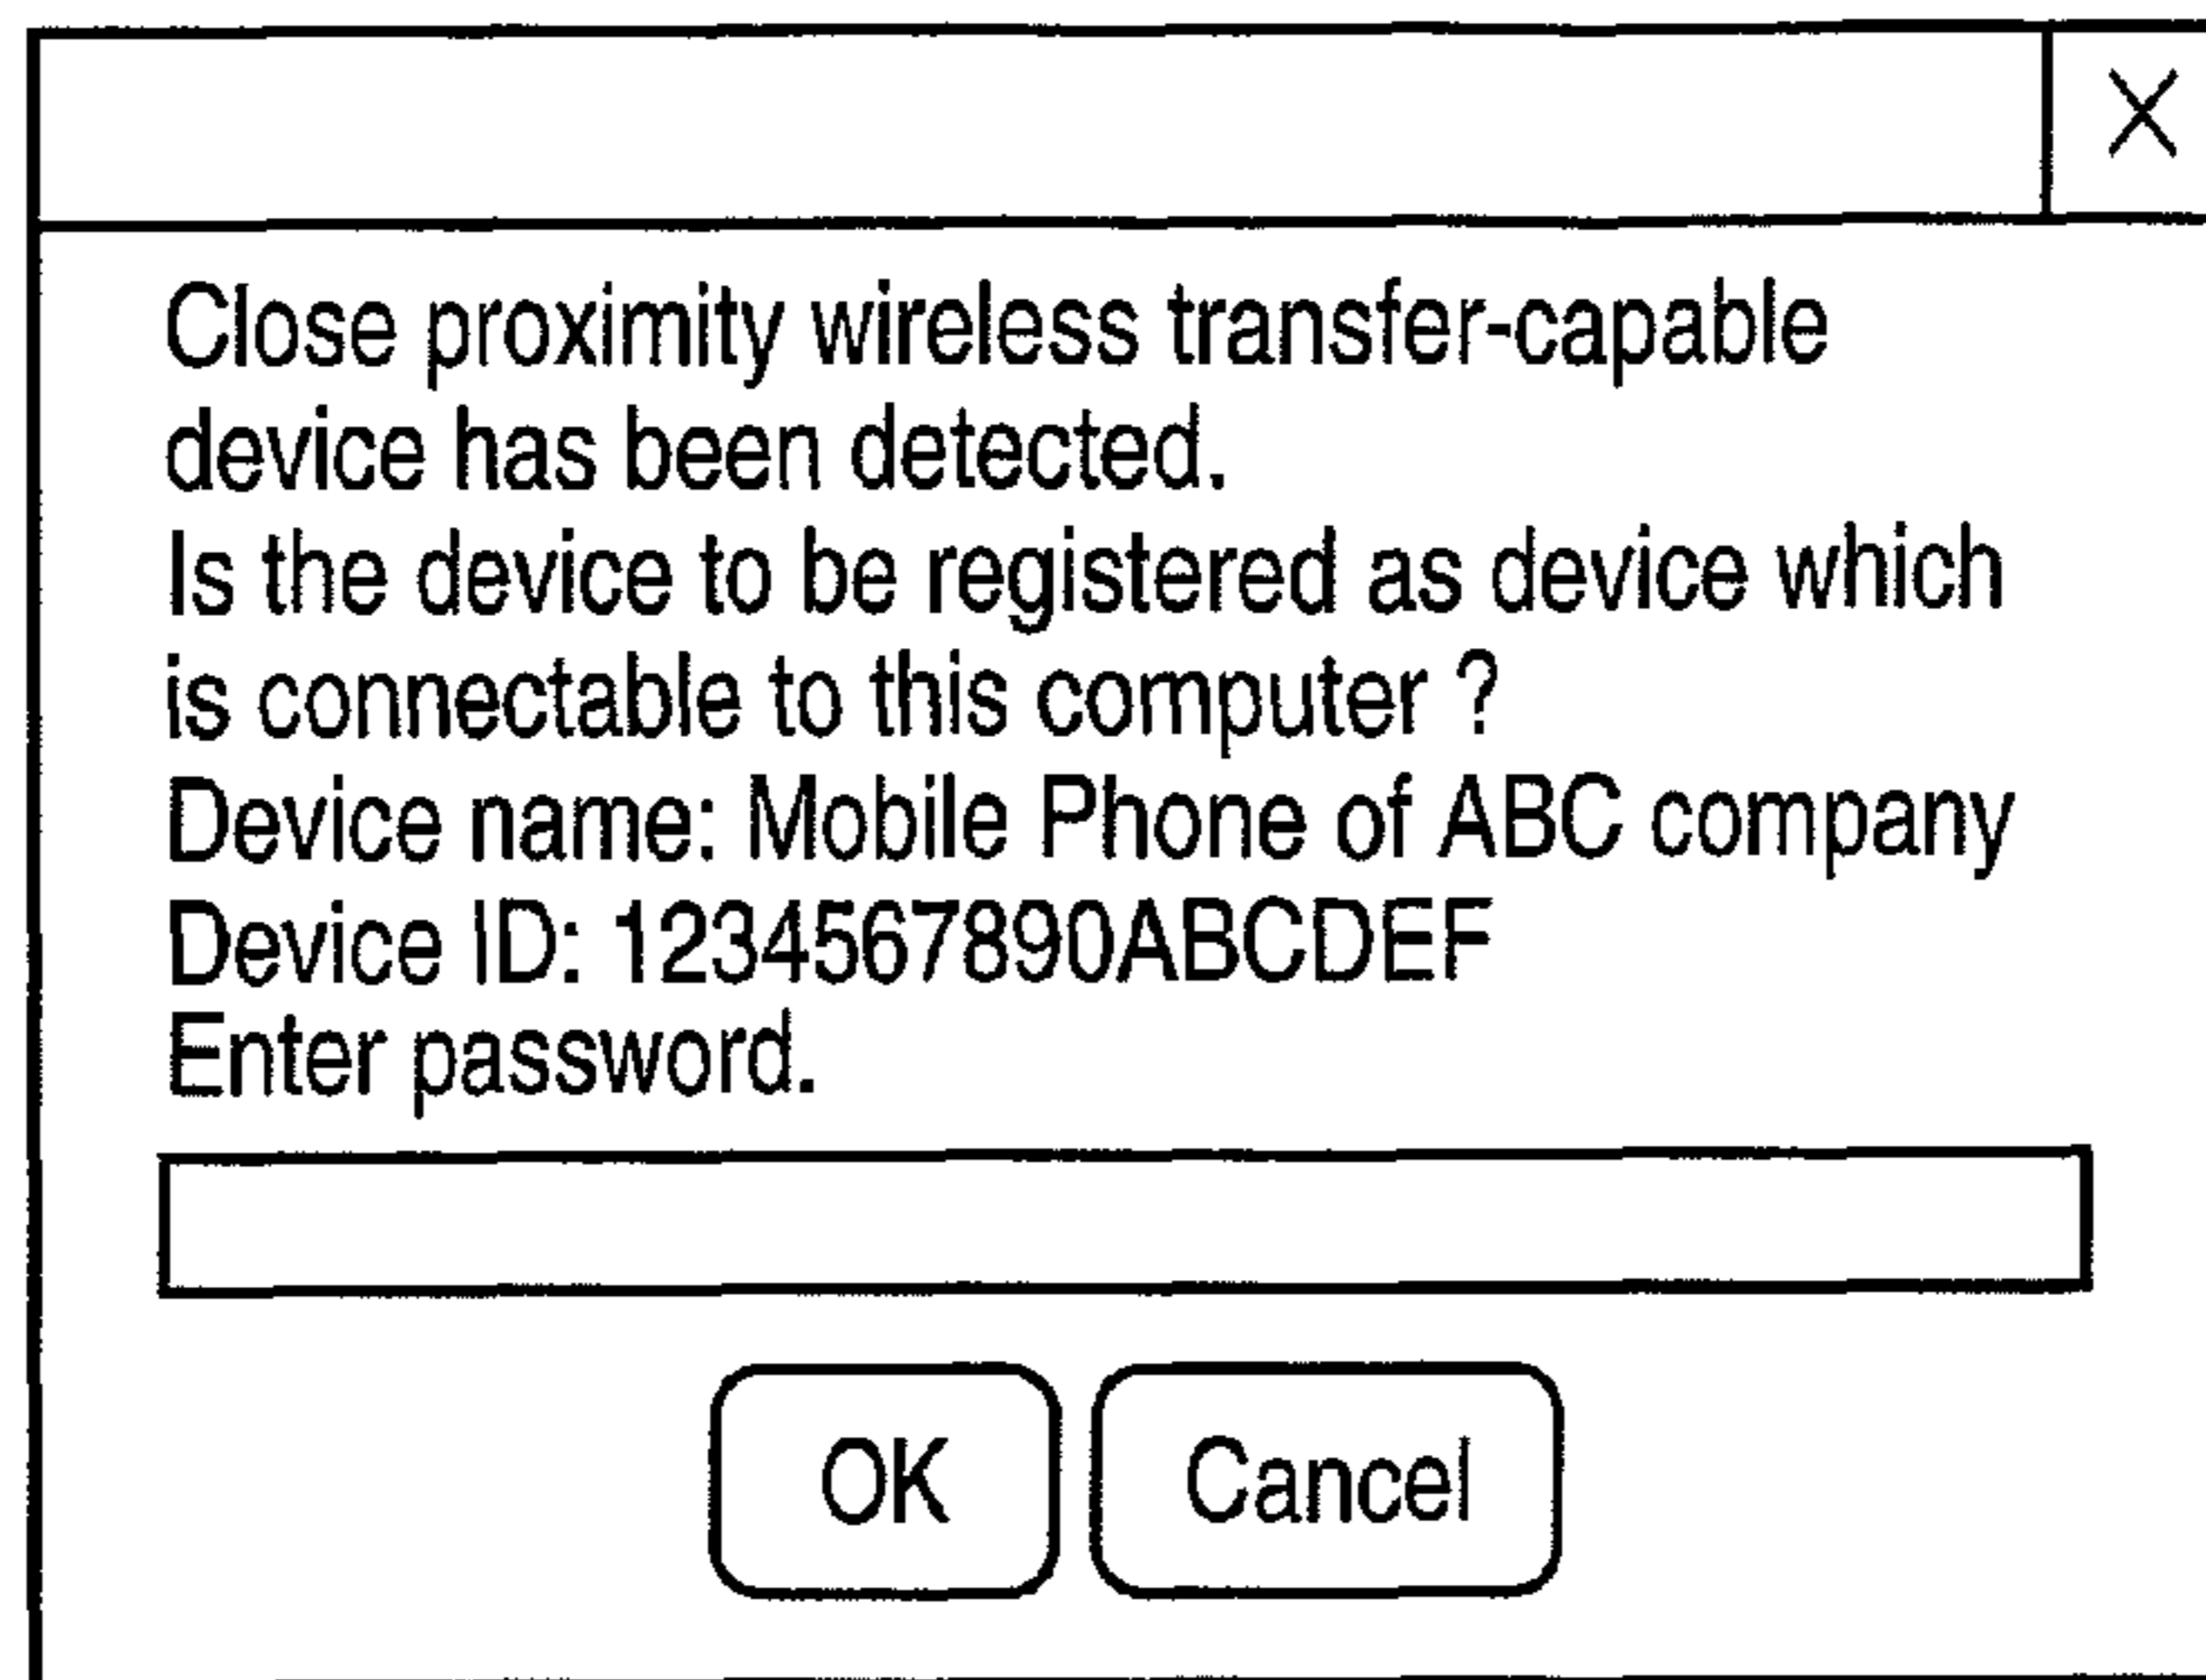 X
Close proximity wireless transfer-capable
device has been detected.
Is the device to be registered as device which
is connectable to this computer ?
Device name: Mobile Phone of ABC company
Device ID: 1234567890ABCDEF
Enter password.
OK Cancel